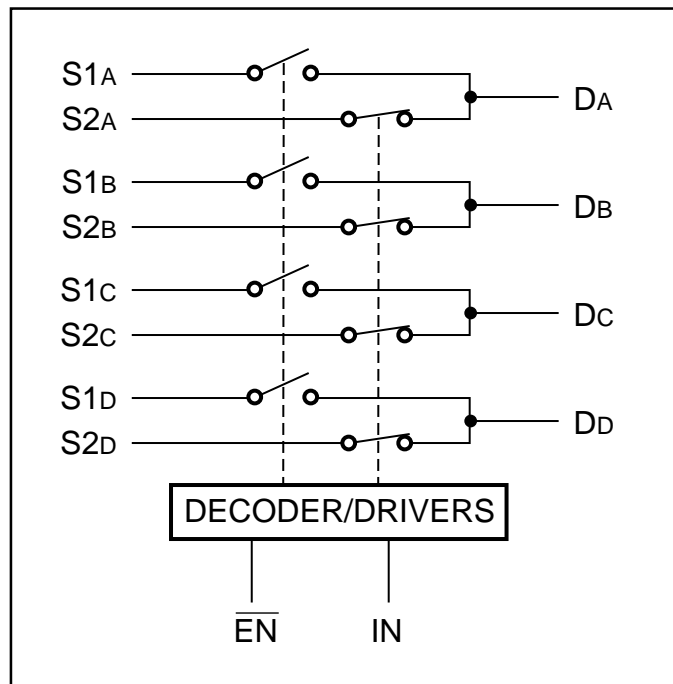 S1A
DA
S2A
S1B
DB
S2B
S1C
DC
S2C
S1D
DD
S2D
DECODER/DRIVERS
EN IN